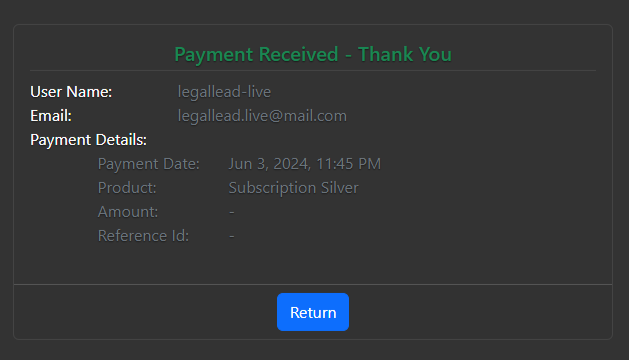 Payment Received - Thank You
User Name: legallead-live
Email: legallead.live@mail.com
Payment Details:
Payment Date: Jun 3, 2024, 11:45 PM
Product: Subscription Silver
Amount: -
Reference Id: -
Return